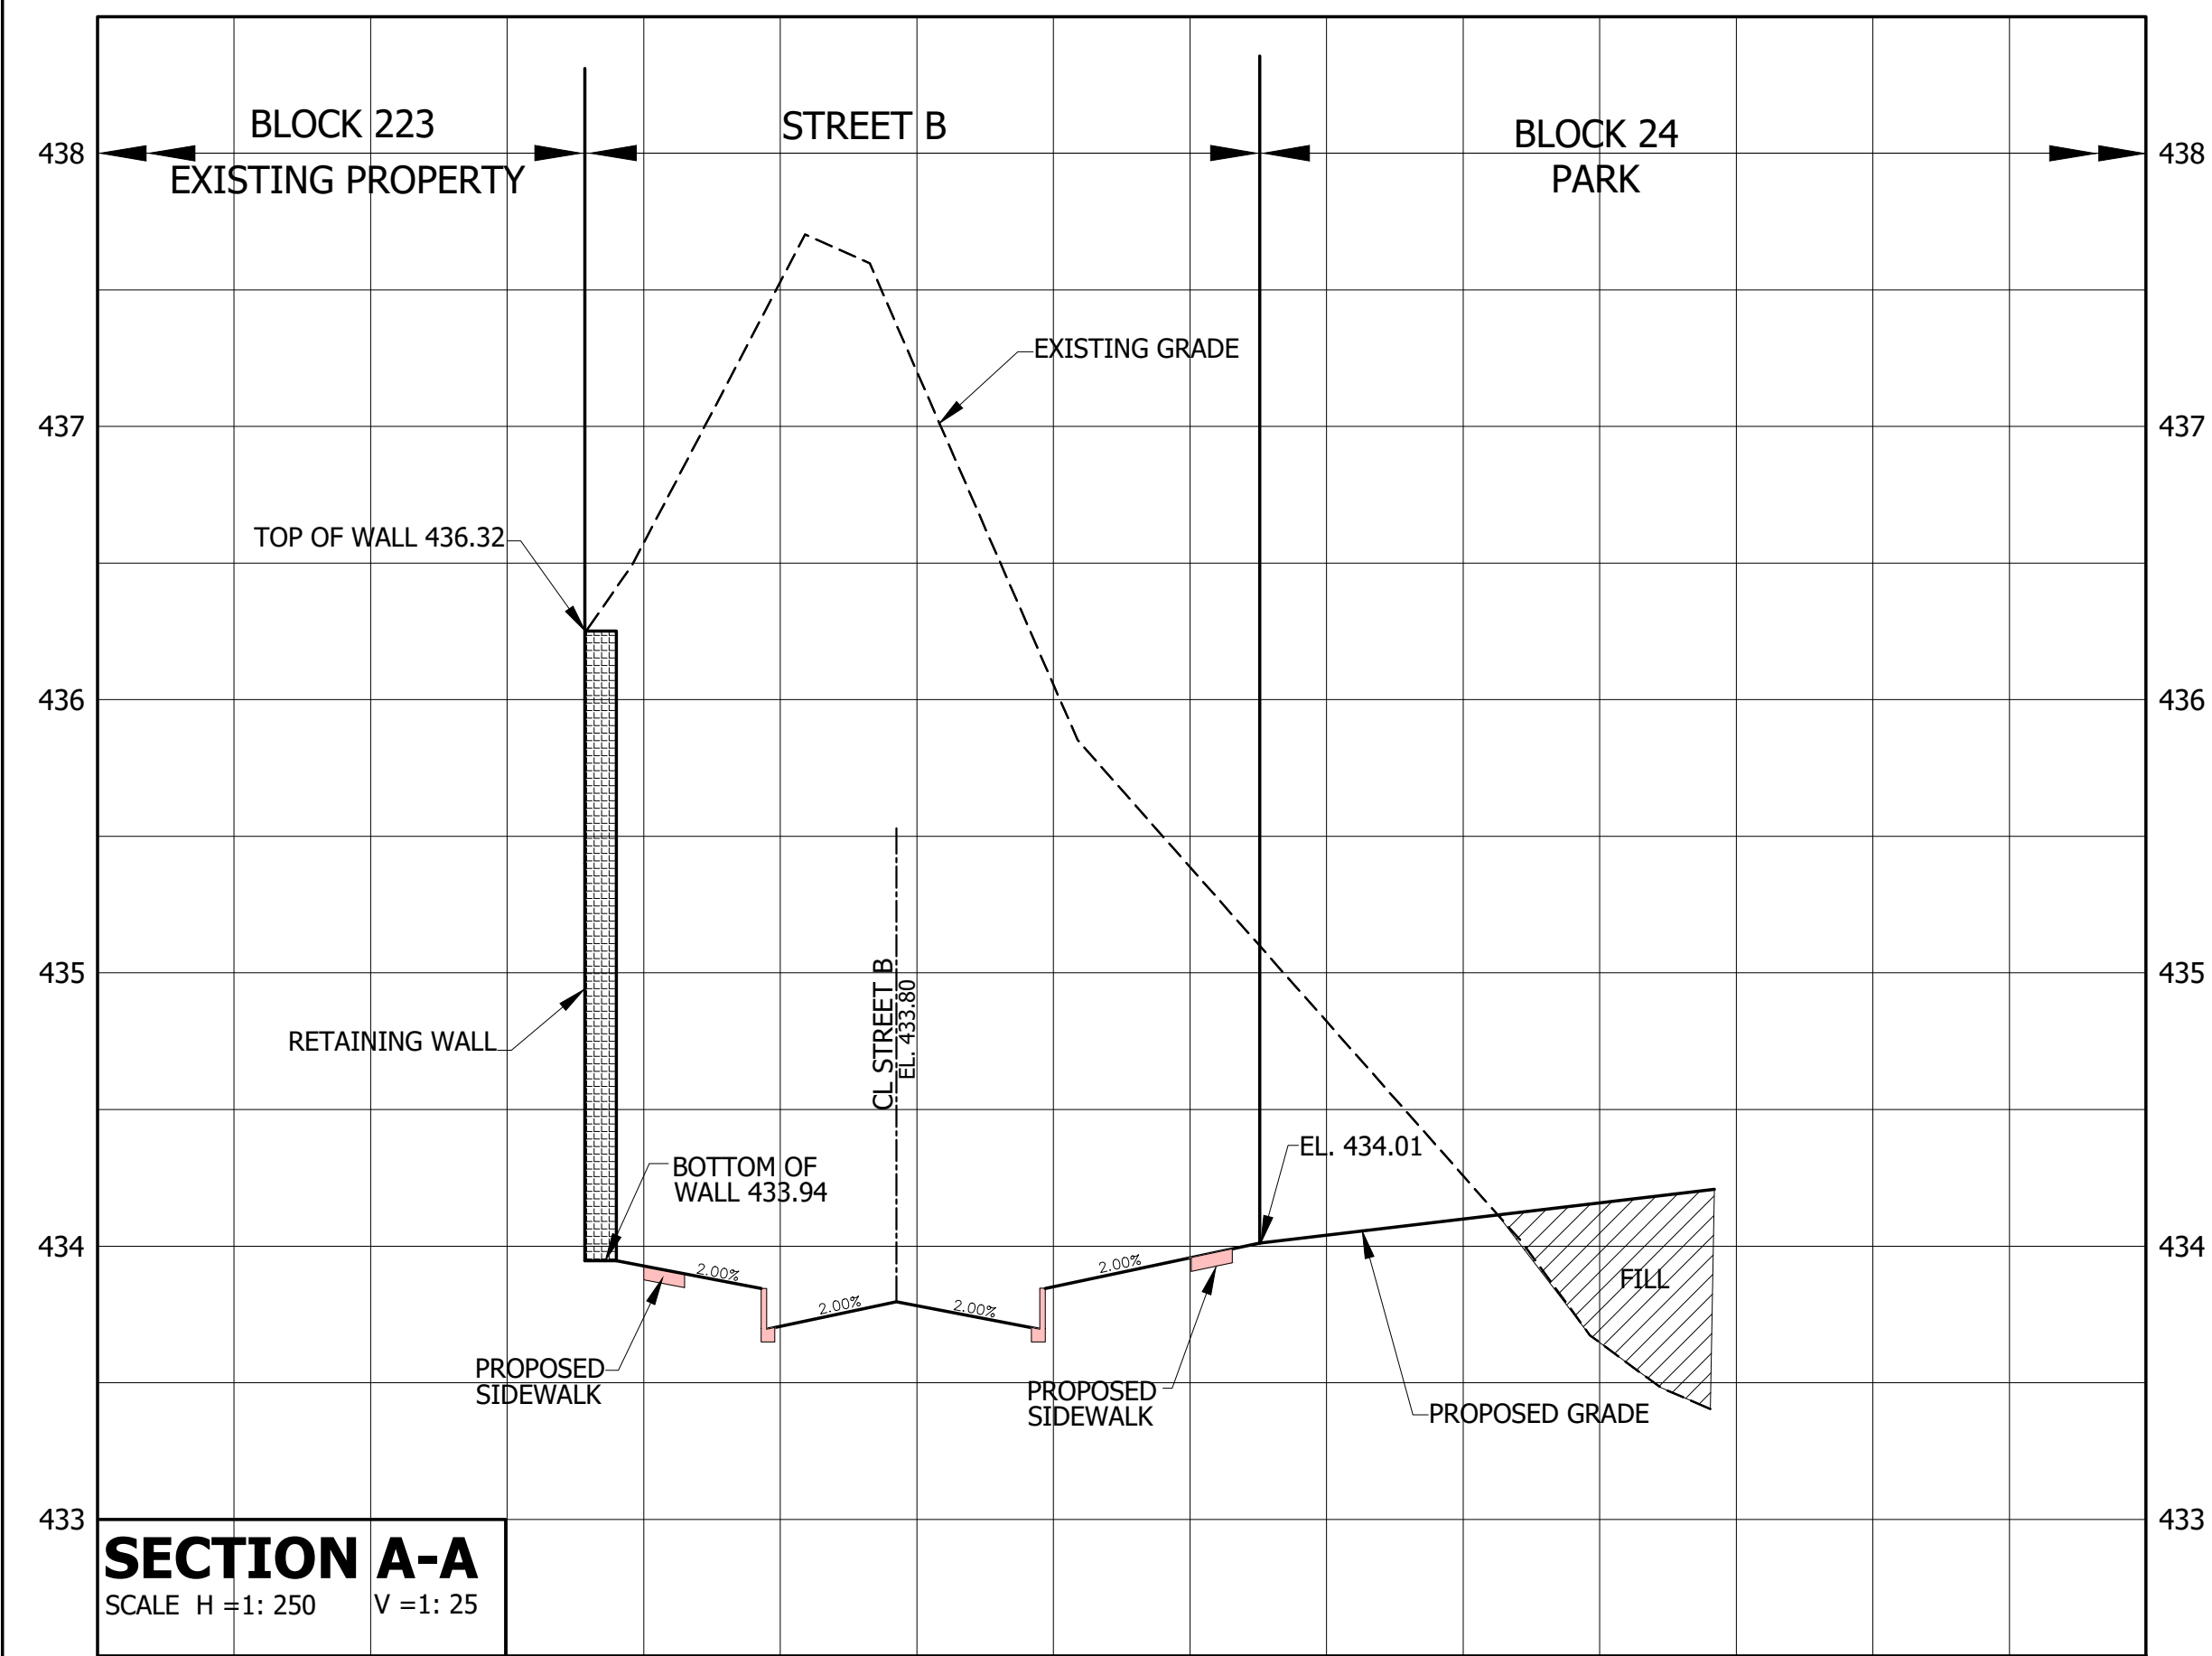 BLOCK 223
EXISTING PROPERTY
STREET B
BLOCK 24
PARK
438
438
EXISTING GRADE
437
437
TOP OF WALL 436.32
436
436
CL STREET B
EL. 433.80
435
435
RETAINING WALL
EL. 434.01
BOTTOM OF
WALL 433.94
434
434
2.00%
2.00%
2.00%
2.00%
FILL
PROPOSED
SIDEWALK
PROPOSED
SIDEWALK
PROPOSED GRADE
433
433
SECTION A-A
SCALE H =1: 250 V =1: 25